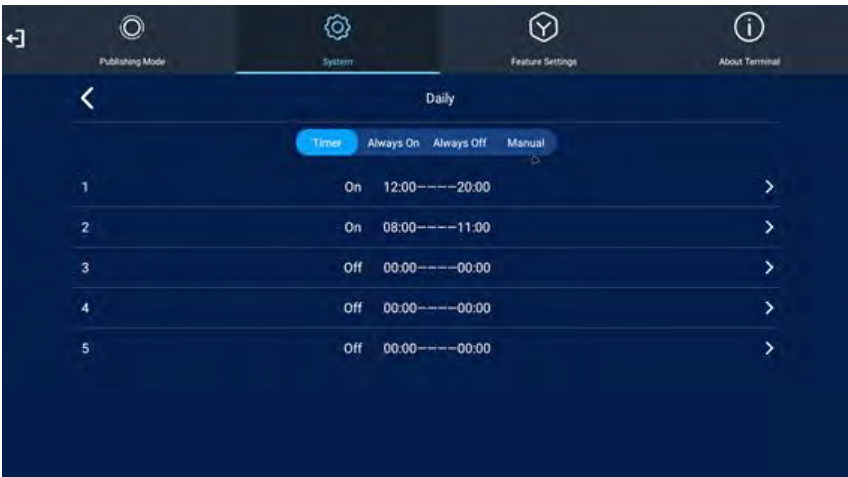 Publishing Mode System Feature Settings About Terminal
Daily
Timer Always On Always Off Manual
1 On 12:00----20:00
2 On 08:00----11:00
3 Off 00:00----00:00
4 Off 00:00----00:00
5 Off 00:00----00:00